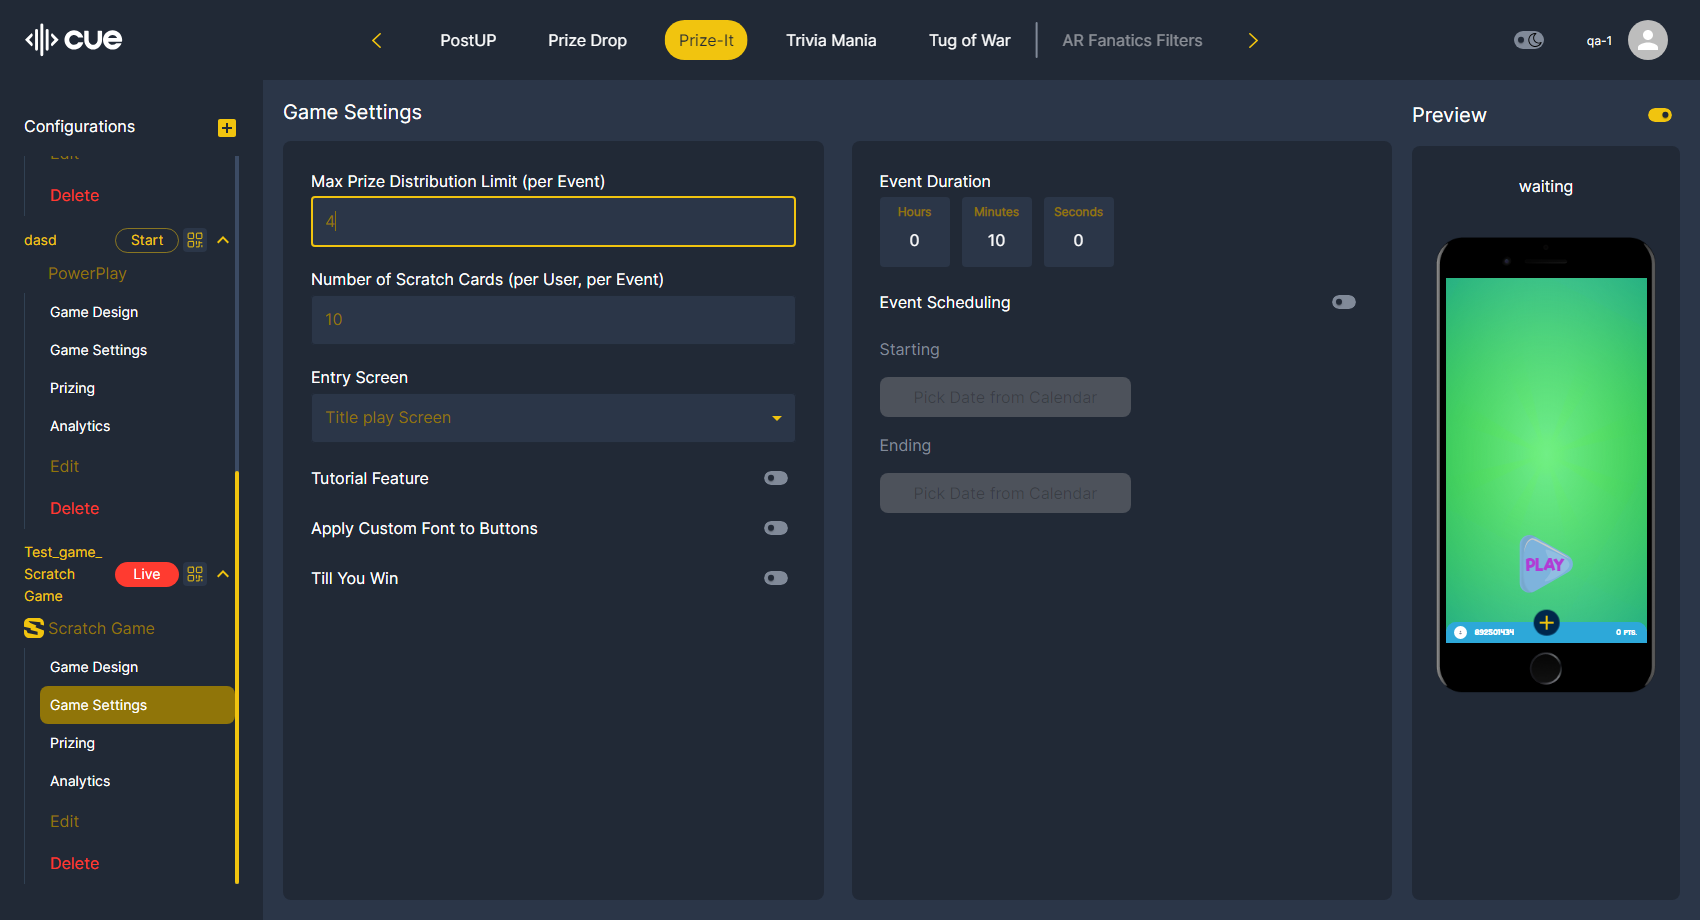 cue
PostUP
Prize Drop
Prize-It
Trivia Mania
Tug of War
AR Fanatics Filters
qa-1
Configurations
Edit
Delete
dasd
Start
PowerPlay
Game Design
Game Settings
Prizing
Analytics
Edit
Delete
Test_game_
Scratch
Game
Live
Scratch Game
Game Design
Game Settings
Prizing
Analytics
Edit
Delete
Game Settings
Max Prize Distribution Limit (per Event)
4
Number of Scratch Cards (per User, per Event)
10
Entry Screen
Title play Screen
Tutorial Feature
Apply Custom Font to Buttons
Till You Win
Event Duration
Hours
0
Minutes
10
Seconds
0
Event Scheduling
Starting
Pick Date from Calendar
Ending
Pick Date from Calendar
Preview
waiting
PLAY
892501434
0 PTS.